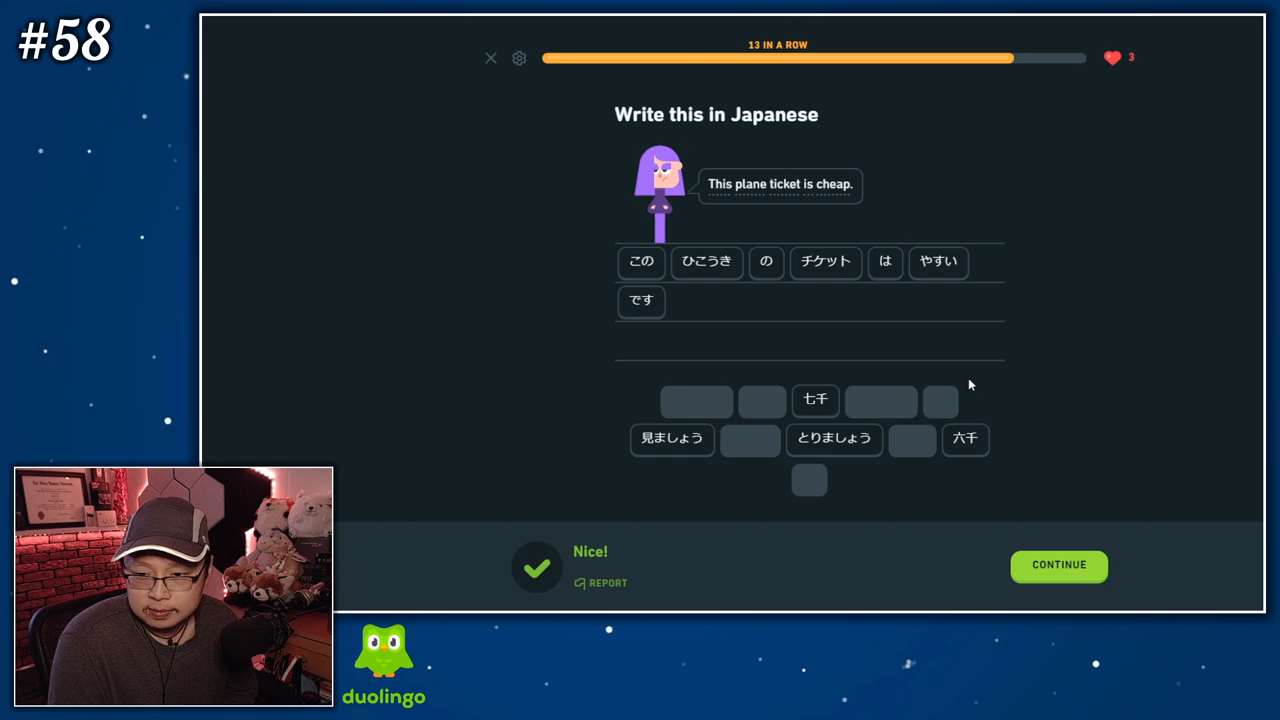 #58
13 IN A ROW
3
Write this in Japanese
This plane ticket is cheap.
この ひこうき の チケット は やすい
です
七千
見ましょう とりましょう 六千
Nice!
REPORT
CONTINUE
duolingo